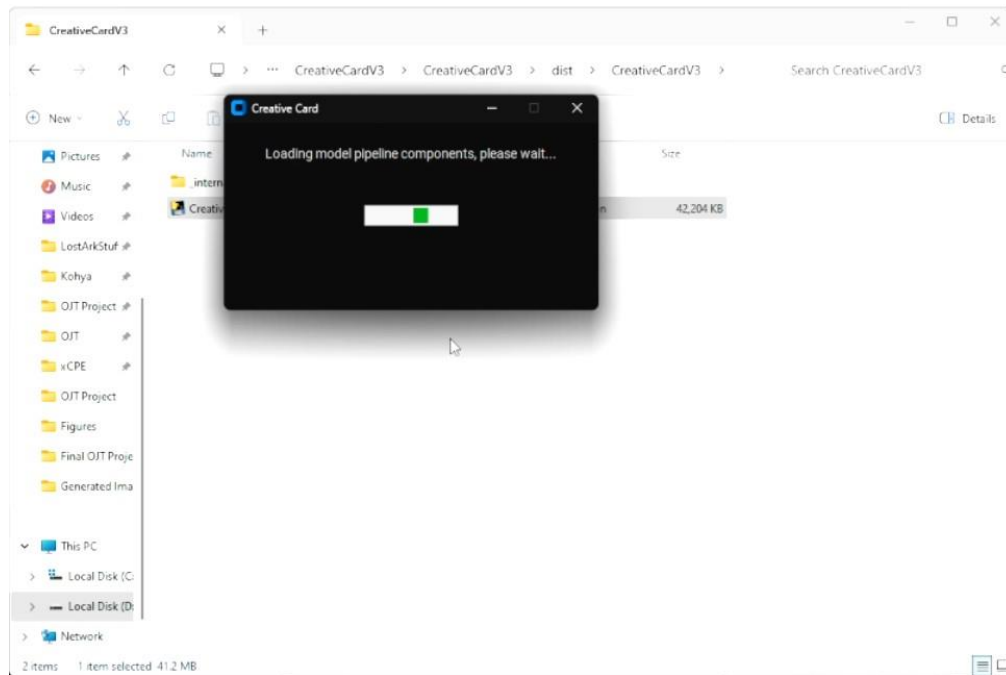 CreativeCardV3
CreativeCardV3 > CreativeCardV3 > dist > CreativeCardV3 >
Search CreativeCardV3
New
Details
Creative Card
Loading model pipeline components, please wait...
Name
Size
_intern
Creativ
42,204 KB
Pictures
Music
Videos
LostArkStuf
Kohya
OJT Project
OJT
xCPE
OJT Project
Figures
Final OJT Proje
Generated Ima
This PC
Local Disk (C:
Local Disk (D:
Network
2 items 1 item selected 41.2 MB